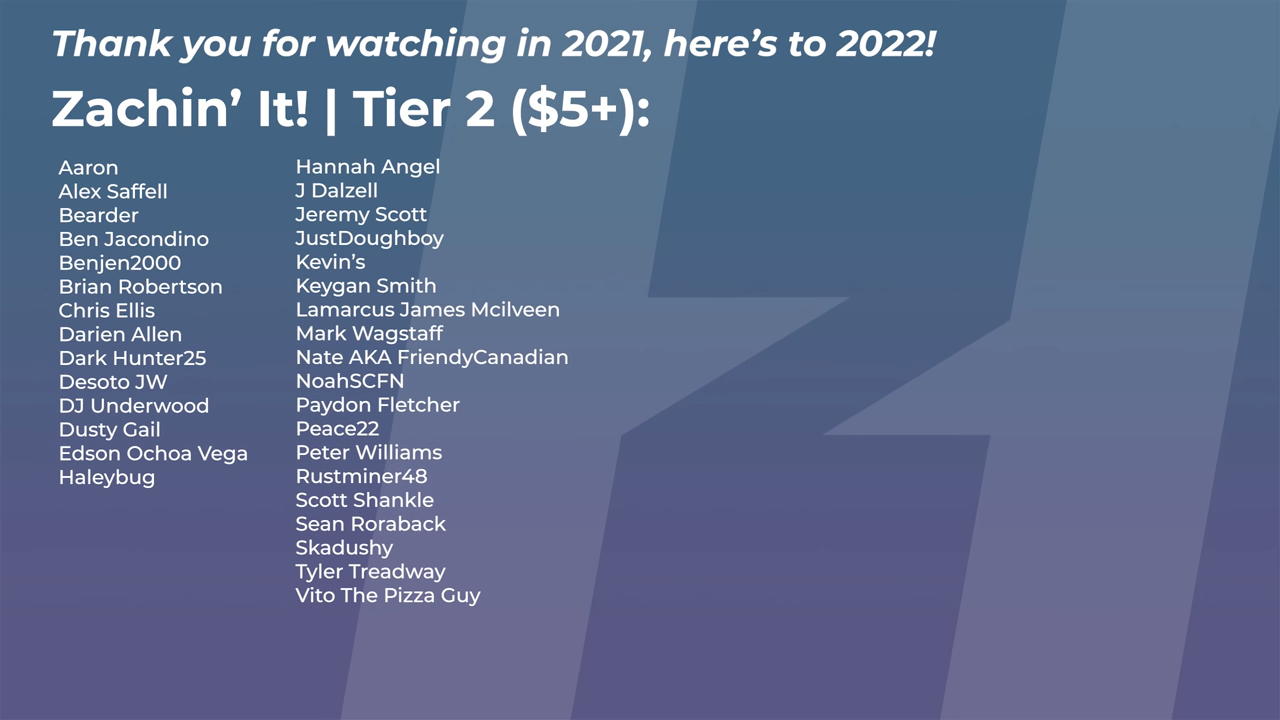 Thank you for watching in 2021, here's to 2022!
Zachin' It! | Tier 2 ($5+):
Aaron
Alex Saffell
Bearder
Ben Jacondino
Benjen2000
Brian Robertson
Chris Ellis
Darien Allen
Dark Hunter25
Desoto JW
DJ Underwood
Dusty Gail
Edson Ochoa Vega
Haleybug
Hannah Angel
J Dalzell
Jeremy Scott
JustDoughboy
Kevin's
Keygan Smith
Lamarcus James Mcilveen
Mark Wagstaff
Nate AKA FriendyCanadian
NoahSCFN
Paydon Fletcher
Peace22
Peter Williams
Rustminer48
Scott Shankle
Sean Roraback
Skadushy
Tyler Treadway
Vito The Pizza Guy